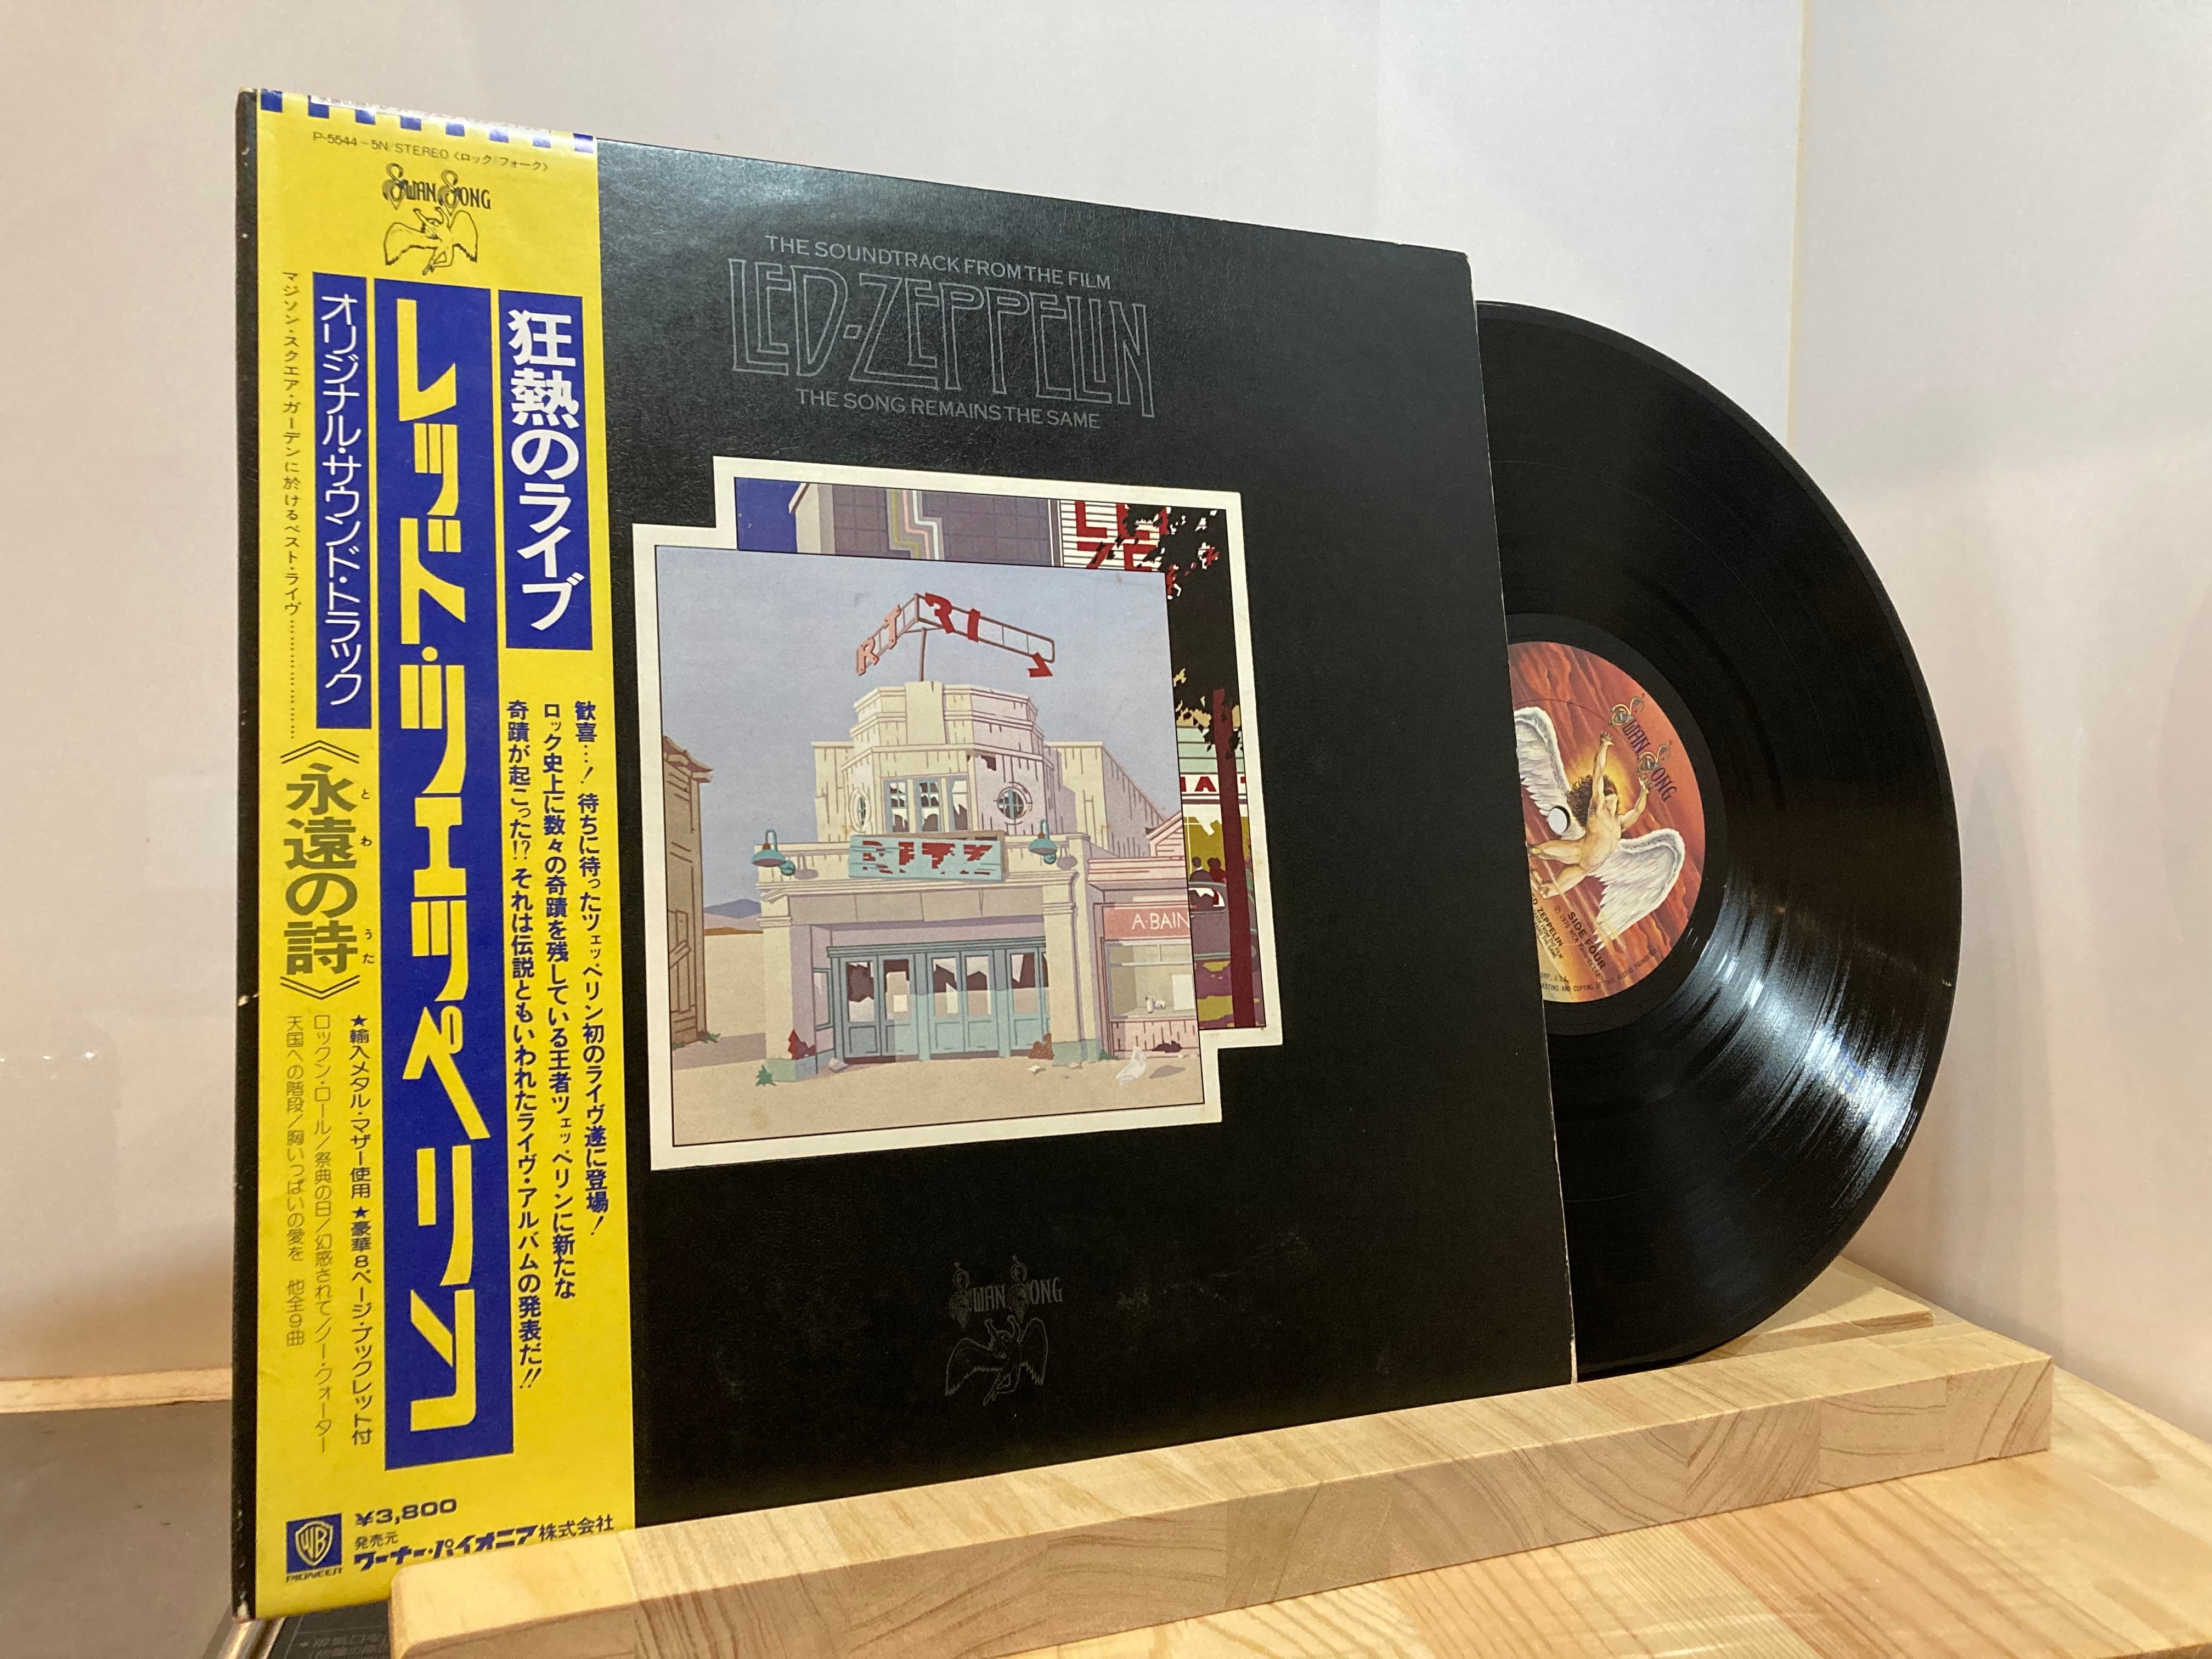 P-5544~5N/STEREO〈ロック/フォーク〉
SWAN SONG
狂熱のライブ
レッド・ツェッペリン
オリジナル・サウンド・トラック
マジソン・スクエア・ガーデンに於けるベスト・ライヴ…………
《永遠の詩》
とわ
うた
歓喜…! 待ちに待ったツェッペリン初のライヴ遂に登場!
ロック史上に数々の奇蹟を残している王者ツェッペリンに新たな
奇蹟が起こった!? それは伝説ともいわれたライヴ・アルバムの発表だ!!
★輸入メタル・マザー使用 ★豪華8ページ・ブックレット付
ロックン・ロール/祭典の日/幻惑されて/ノー・クォーター
天国への階段/胸いっぱいの愛を 他全9曲
¥3,800
発売元
ワーナー・パイオニア株式会社
WB
PIONEER
THE SOUNDTRACK FROM THE FILM
LED-ZEPPELIN
THE SONG REMAINS THE SAME
RITZ
A·BAIN
SWAN SONG
SWAN SONG
SIDE FOUR
ZEPPELIN